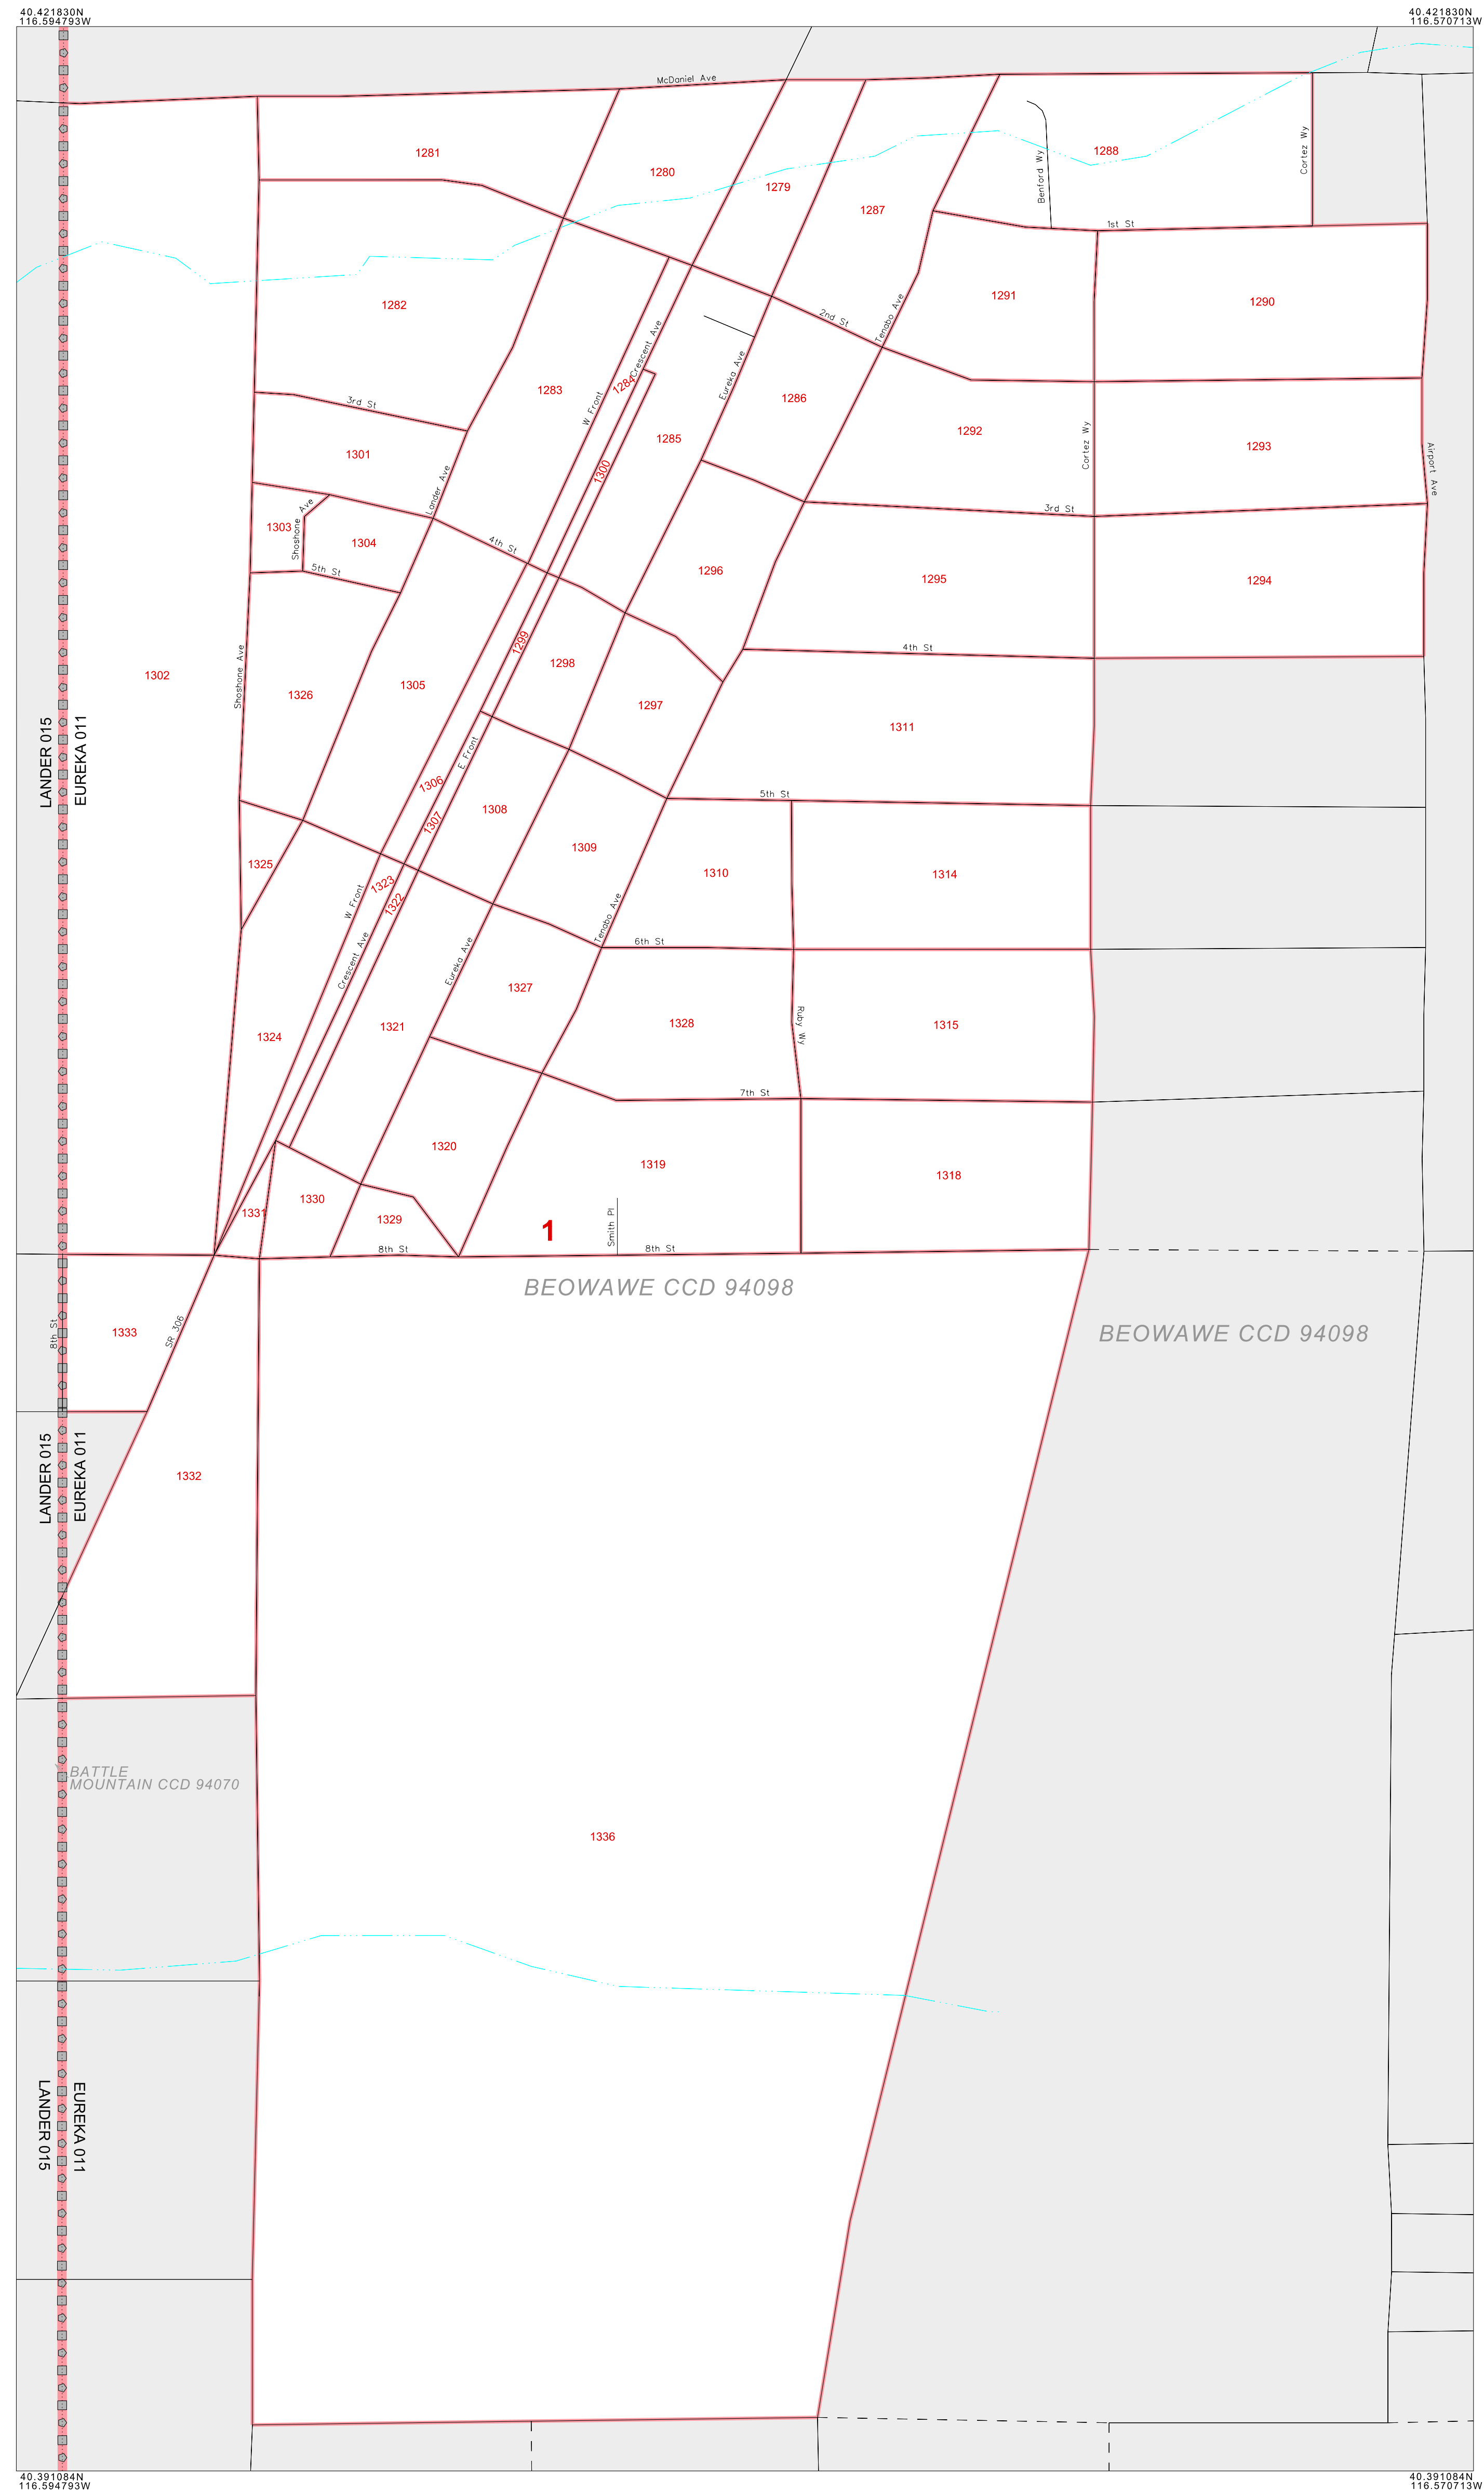 40.421830N
116.594793W
40.421830N
116.570713W
McDaniel Ave
1281
1280
1279
1287
1288
Benford Wy
Cortez Wy
1st St
1282
1291
1290
2nd St
Tenabo Ave
Crescent Ave
Eureka Ave
1283
1284
W Front
1286
1285
3rd St
1292
Cortez Wy
1293
Airport Ave
1301
1300
Lander Ave
3rd St
1303
Shoshone Ave
1304
4th St
5th St
1296
1295
1294
1299
4th St
1302
Shoshone Ave
1326
1305
1298
1297
1311
LANDER 015
EUREKA 011
E Front
1306
5th St
1307
1308
1309
1325
1310
1314
1323
1322
W Front
Tenabo Ave
6th St
Crescent Ave
Eureka Ave
1327
1324
1321
1328
Ruby Wy
1315
7th St
1320
1319
1318
1330
1331
1329
1
Smith Pl
8th St
8th St
BEOWAWE CCD 94098
BEOWAWE CCD 94098
8th St
1333
SR 306
LANDER 015
EUREKA 011
1332
BATTLE
MOUNTAIN CCD 94070
1336
LANDER 015
EUREKA 011
40.391084N
116.594793W
40.391084N
116.570713W